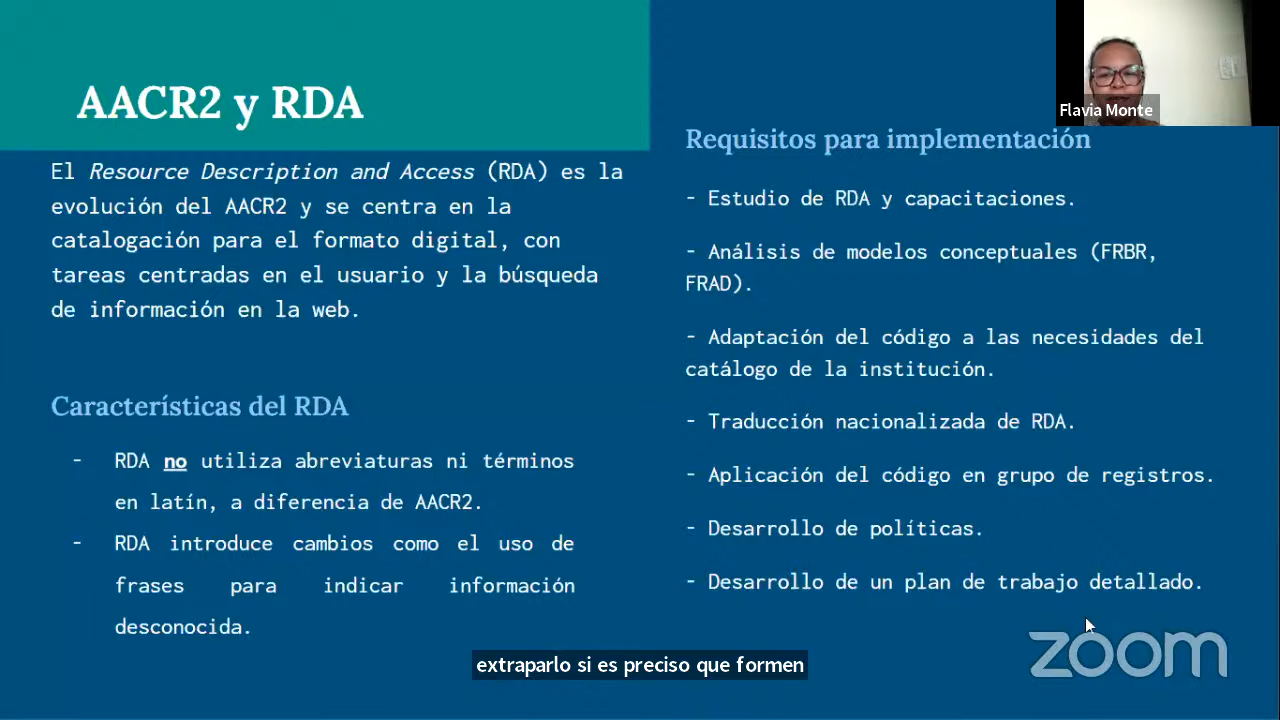 AACR2 y RDA
El Resource Description and Access (RDA) es la
evolución del AACR2 y se centra en la
catalogación para el formato digital, con
tareas centradas en el usuario y la búsqueda
de información en la web.
Características del RDA
- RDA no utiliza abreviaturas ni términos
en latín, a diferencia de AACR2.
- RDA introduce cambios como el uso de
frases para indicar información
desconocida.
Flavia Monte
Requisitos para implementación
- Estudio de RDA y capacitaciones.
- Análisis de modelos conceptuales (FRBR,
FRAD).
- Adaptación del código a las necesidades del
catálogo de la institución.
- Traducción nacionalizada de RDA.
- Aplicación del código en grupo de registros.
- Desarrollo de políticas.
- Desarrollo de un plan de trabajo detallado.
zoom
extraparlo si es preciso que formen